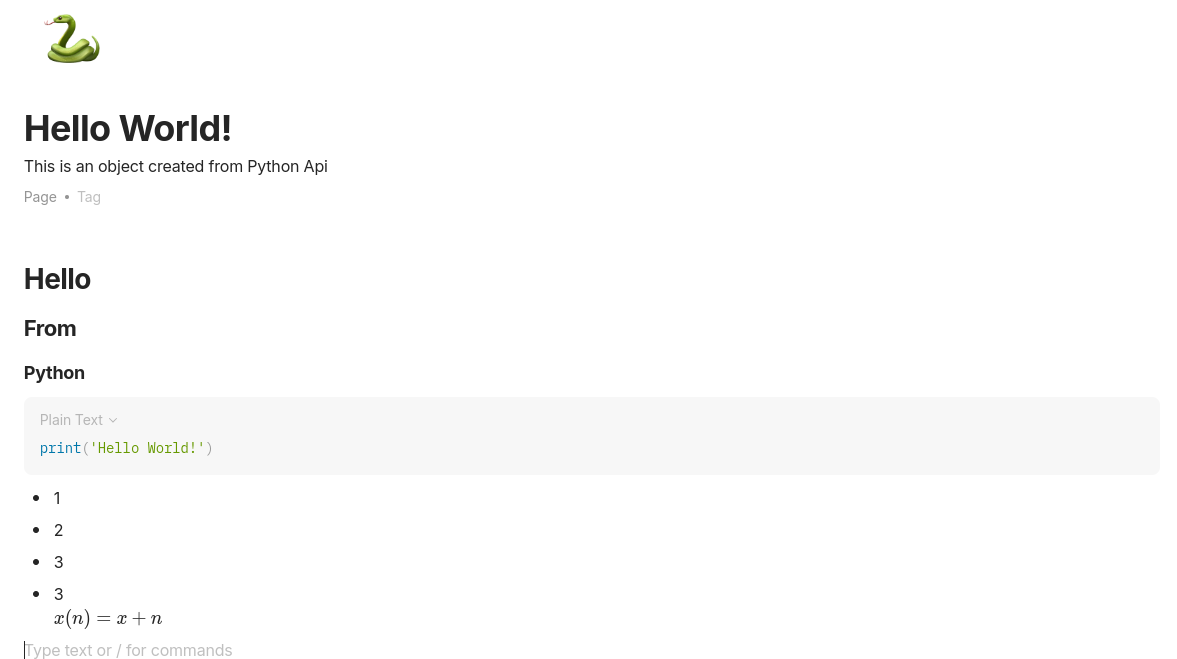 Hello World!
This is an object created from Python Api
Page • Tag
Hello
From
Python
Plain Text
print('Hello World!')
• 1
• 2
• 3
• 3
x(n) = x + n
Type text or / for commands